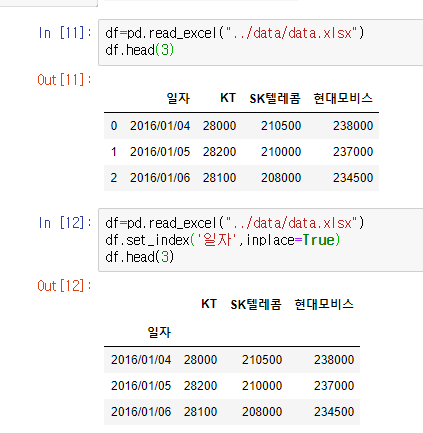 In [11]: df=pd.read_excel("../data/data.xlsx")
df.head(3)
Out[11]:
일자 KT SK텔레콤 현대모비스
0 2016/01/04 28000 210500 238000
1 2016/01/05 28200 210000 237000
2 2016/01/06 28100 208000 234500
In [12]: df=pd.read_excel("../data/data.xlsx")
df.set_index('일자',inplace=True)
df.head(3)
Out[12]:
KT SK텔레콤 현대모비스
일자
2016/01/04 28000 210500 238000
2016/01/05 28200 210000 237000
2016/01/06 28100 208000 234500